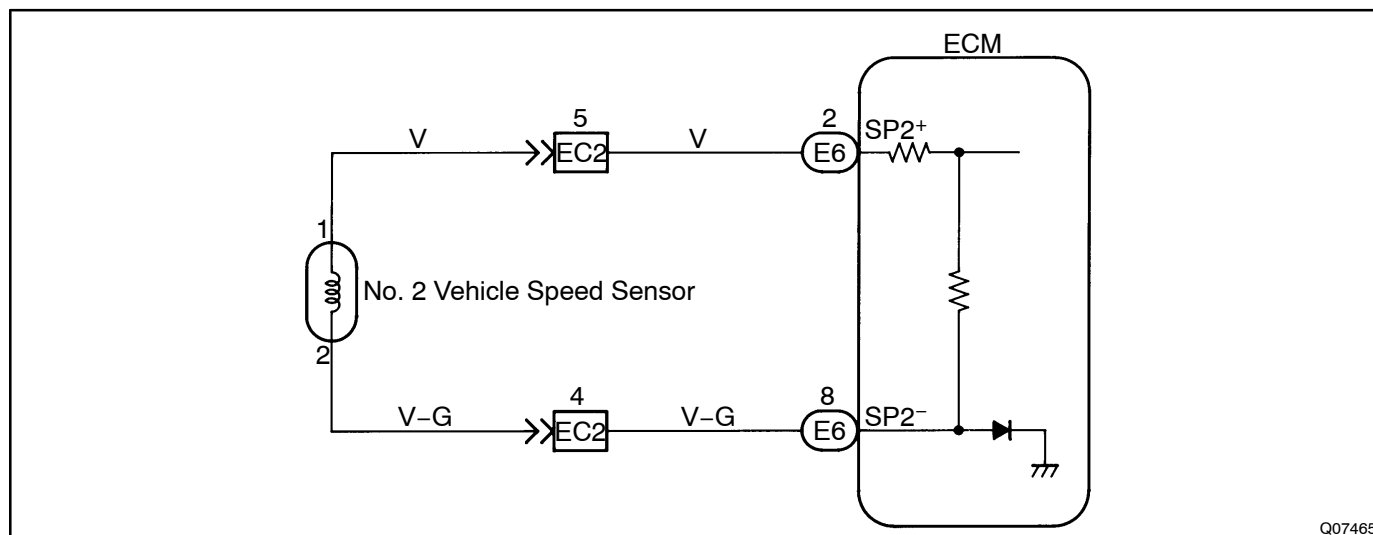 ECM
5
2
V
V
SP2+
EC2
E6
1
No. 2 Vehicle Speed Sensor
2
4
8
V–G
V–G
SP2−
EC2
E6
Q07465